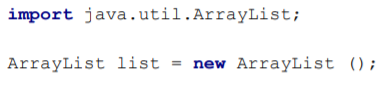 import java.util.ArrayList;
ArrayList list = new ArrayList ();